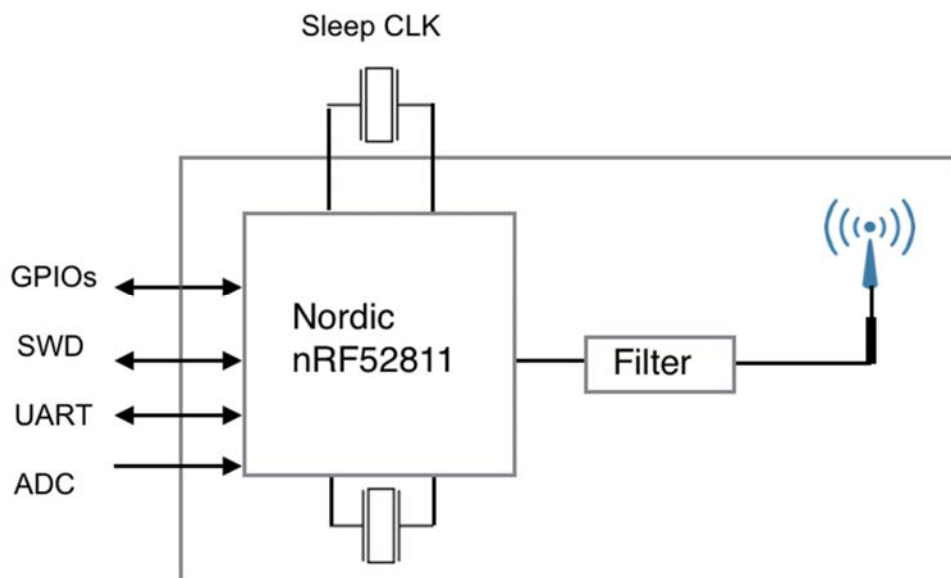 Sleep CLK
GPIOs
SWD
UART
ADC
Nordic
nRF52811
Filter